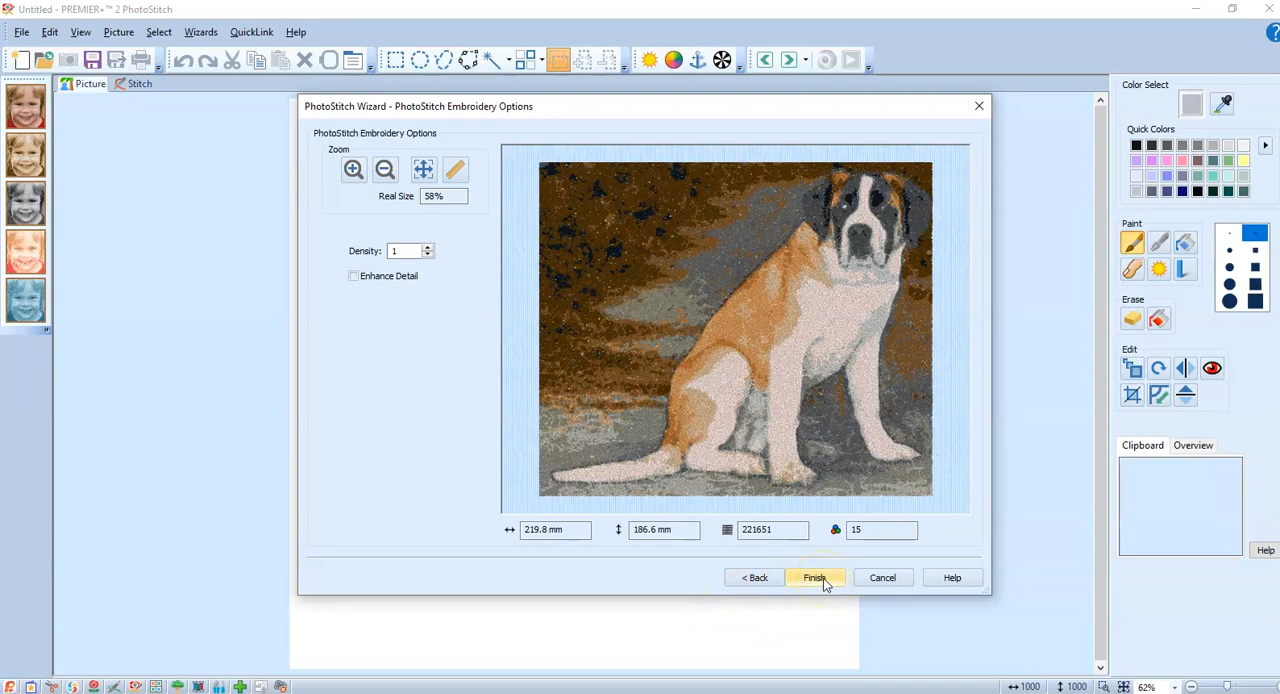 Untitled - PREMIER+™ 2 PhotoStitch
File Edit View Picture Select Wizards QuickLink Help
Picture Stitch
PhotoStitch Wizard - PhotoStitch Embroidery Options
PhotoStitch Embroidery Options
Zoom
Real Size 58%
Density: 1
Enhance Detail
219.8 mm 186.6 mm 221651 15
< Back Finish Cancel Help
Color Select
Quick Colors
Paint
Erase
Edit
Clipboard Overview
Help
1000 1000 62%